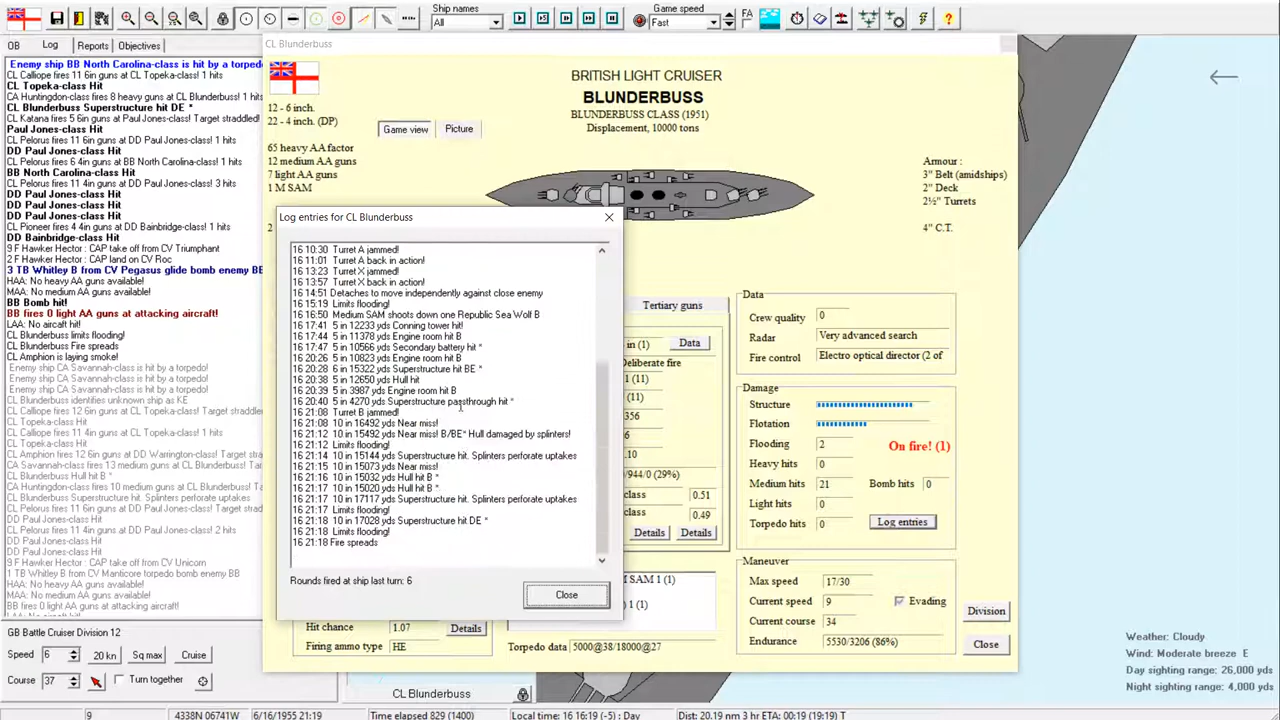 Ship names
All
Game speed
Fast
FA
OB
Log
Reports
Objectives
Enemy ship BB North Carolina-class is hit by a torpedo
CL Calliope fires 11 6in guns at CL Topeka-class! 1 hits
CL Topeka-class Hit
CA Huntingdon-class fires 8 heavy guns at CL Blunderbuss! 1 hits
CL Blunderbuss Superstructure hit DE *
CL Katana fires 5 6in guns at Paul Jones-class! Target straddled!
Paul Jones-class Hit
CL Pelorus fires 11 6in guns at DD Paul Jones-class! 1 hits
DD Paul Jones-class Hit
CL Pelorus fires 6 4in guns at BB North Carolina-class! 1 hits
BB North Carolina-class Hit
CL Pelorus fires 11 4in guns at DD Paul Jones-class! 3 hits
DD Paul Jones-class Hit
DD Paul Jones-class Hit
DD Paul Jones-class Hit
CL Pioneer fires 4 4in guns at DD Bainbridge-class! 1 hits
DD Bainbridge-class Hit
9 F Hawker Hector : CAP take off from CV Triumphant
9 F Hawker Hector : CAP land on CV Roc
3 TB Whitley B from CV Pegasus glide bomb enemy BB
HAA: No heavy AA guns available!
MAA: No medium AA guns available!
BB Bomb hit!
BB fires 0 light AA guns at attacking aircraft!
LAA: No aircaft hit!
CL Blunderbuss limits flooding!
CL Blunderbuss Fire spreads
CL Amphion is laying smoke!
Enemy ship CA Savannah-class is hit by a torpedo!
Enemy ship CA Savannah-class is hit by a torpedo!
CL Blunderbuss identifies unknown ship as KE
CL Calliope fires 12 6in guns at CL Topeka-class! Target straddled
CL Topeka-class Hit
CL Amphion fires 12 6in guns at DD Warrington-class! Target str
CA Savannah-class fires 13 medium guns at CL Blunderbuss! Ta
CL Blunderbuss Hull hit B *
CA Huntingdon-class fires 10 medium guns at CL Blunderbuss!
CL Blunderbuss Superstructure hit. Splinters perforate uptakes
CL Pelorus fires 11 6in guns at DD Paul Jones-class! Target stra
DD Paul Jones-class Hit
CL Pelorus fires 11 4in guns at DD Paul Jones-class! 2 hits
DD Paul Jones-class Hit
DD Paul Jones-class Hit
9 F Hawker Hector : CAP take off from CV Unicorn
1 TB Whitley B from CV Manticore torpedo bomb enemy BB
HAA: No heavy AA guns available!
MAA: No medium AA guns available!
BB fires 0 light AA guns at attacking aircraft!
GB Battle Cruiser Division 12
Speed 6 20 kn Sq max Cruise
Course 37 Turn together
CL Blunderbuss
BRITISH LIGHT CRUISER
BLUNDERBUSS
BLUNDERBUSS CLASS (1951)
Displacement, 10000 tons
12 - 6 inch.
22 - 4 inch. (DP)
Game view
Picture
65 heavy AA factor
12 medium AA guns
7 light AA guns
1 M SAM
Armour :
3" Belt (amidships)
2" Deck
2½" Turrets
4" C.T.
2
Log entries for CL Blunderbuss
16 10:30 Turret A jammed!
16 11:01 Turret A back in action!
16 13:23 Turret X jammed!
16 13:57 Turret X back in action!
16 14:51 Detaches to move independently against close enemy
16 15:19 Limits flooding!
16 16:50 Medium SAM shoots down one Republic Sea Wolf B
16 17:41 5 in 12233 yds Conning tower hit!
16 17:44 5 in 11378 yds Engine room hit B
16 17:47 5 in 10566 yds Secondary battery hit *
16 20:26 5 in 10823 yds Engine room hit B
16 20:28 6 in 15322 yds Superstructure hit BE *
16 20:38 5 in 12650 yds Hull hit
16 20:39 5 in 3987 yds Engine room hit B
16 20:40 5 in 4270 yds Superstructure passthrough hit *
16 21:08 Turret B jammed!
16 21:08 10 in 16492 yds Near miss!
16 21:12 10 in 15492 yds Near miss! B/BE* Hull damaged by splinters!
16 21:12 Limits flooding!
16 21:14 10 in 15144 yds Superstructure hit. Splinters perforate uptakes
16 21:15 10 in 15073 yds Near miss!
16 21:16 10 in 15032 yds Hull hit B *
16 21:17 10 in 15020 yds Hull hit B *
16 21:17 10 in 17117 yds Superstructure hit. Splinters perforate uptakes
16 21:17 Limits flooding!
16 21:18 10 in 17028 yds Superstructure hit DE *
16 21:18 Limits flooding!
16 21:18 Fire spreads
Rounds fired at ship last turn: 6
Close
Tertiary guns
in (1)
Data
Deliberate fire
1 (11)
(11)
356
6
.10
/944/0 (29%)
class 0.51
class 0.49
Details Details
M SAM 1 (1)
1 (1)
Hit chance 1.07 Details
Firing ammo type HE
Torpedo data 5000@38/18000@27
Data
Crew quality 0
Radar Very advanced search
Fire control Electro optical director (2 of
Damage
Structure
Flotation
Flooding 2
On fire! (1)
Heavy hits 0
Medium hits 21 Bomb hits 0
Light hits 0
Torpedo hits 0
Log entries
Maneuver
Max speed 17/30
Current speed 9 Evading
Current course 34
Endurance 5530/3206 (86%)
Division
Close
CL Blunderbuss
Weather: Cloudy
Wind: Moderate breeze E
Day sighting range: 26,000 yds
Night sighting range: 4,000 yds
9
4338N 06741W
6/16/1955 21:19
Time elapsed 829 (1400)
Local time: 16 16:19 (-5) : Day
Dist: 20.19 nm 3 hr ETA: 00:19 (19:19) T